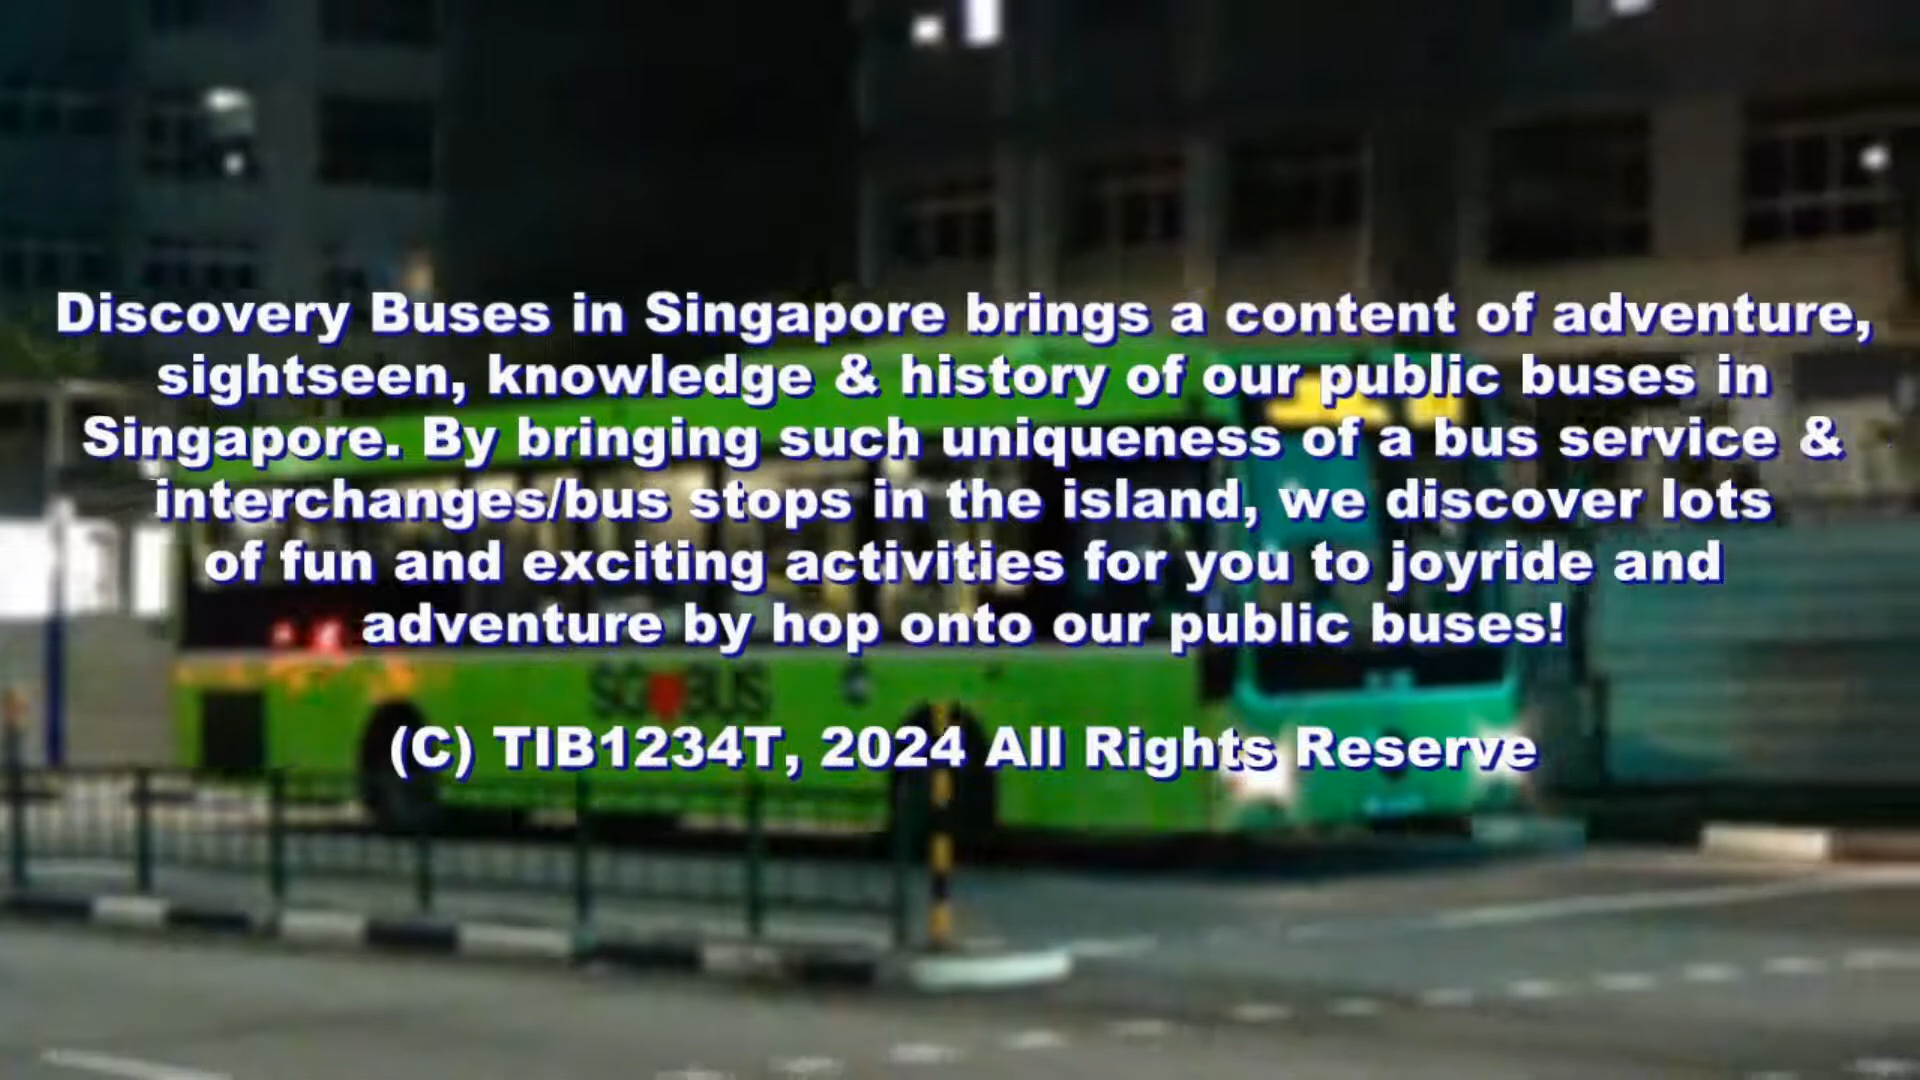 Discovery Buses in Singapore brings a content of adventure,
sightseen, knowledge & history of our public buses in
Singapore. By bringing such uniqueness of a bus service &
interchanges/bus stops in the island, we discover lots
of fun and exciting activities for you to joyride and
adventure by hop onto our public buses!
SG♥BUS
(C) TIB1234T, 2024 All Rights Reserve